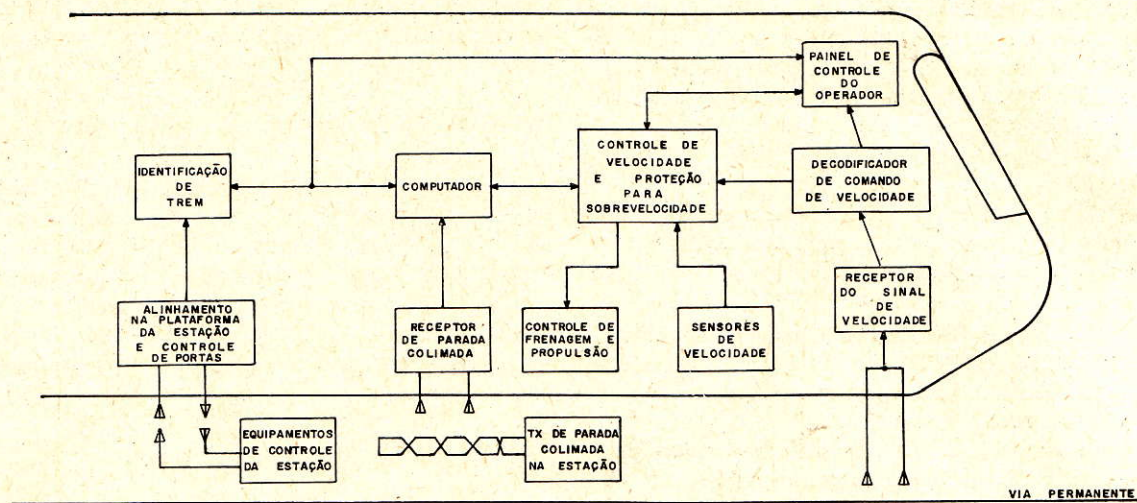 PAINEL DE
CONTROLE
DO
OPERADOR
IDENTIFICAÇÃO
DE
TREM
COMPUTADOR
CONTROLE DE
VELOCIDADE
E PROTEÇÃO
PARA
SOBREVELOCIDADE
DECODIFICADOR
DE COMANDO
DE VELOCIDADE
ALINHAMENTO
NA PLATAFORMA
DA ESTAÇÃO
E CONTROLE
DE PORTAS
RECEPTOR
DE PARADA
COLIMADA
CONTROLE DE
FRENAGEM E
PROPULSÃO
SENSORES
DE
VELOCIDADE
RECEPTOR
DO SINAL
DE
VELOCIDADE
EQUIPAMENTOS
DE CONTROLE
DA ESTAÇÃO
TX DE PARADA
COLIMADA
NA ESTAÇÃO
VIA PERMANENTE